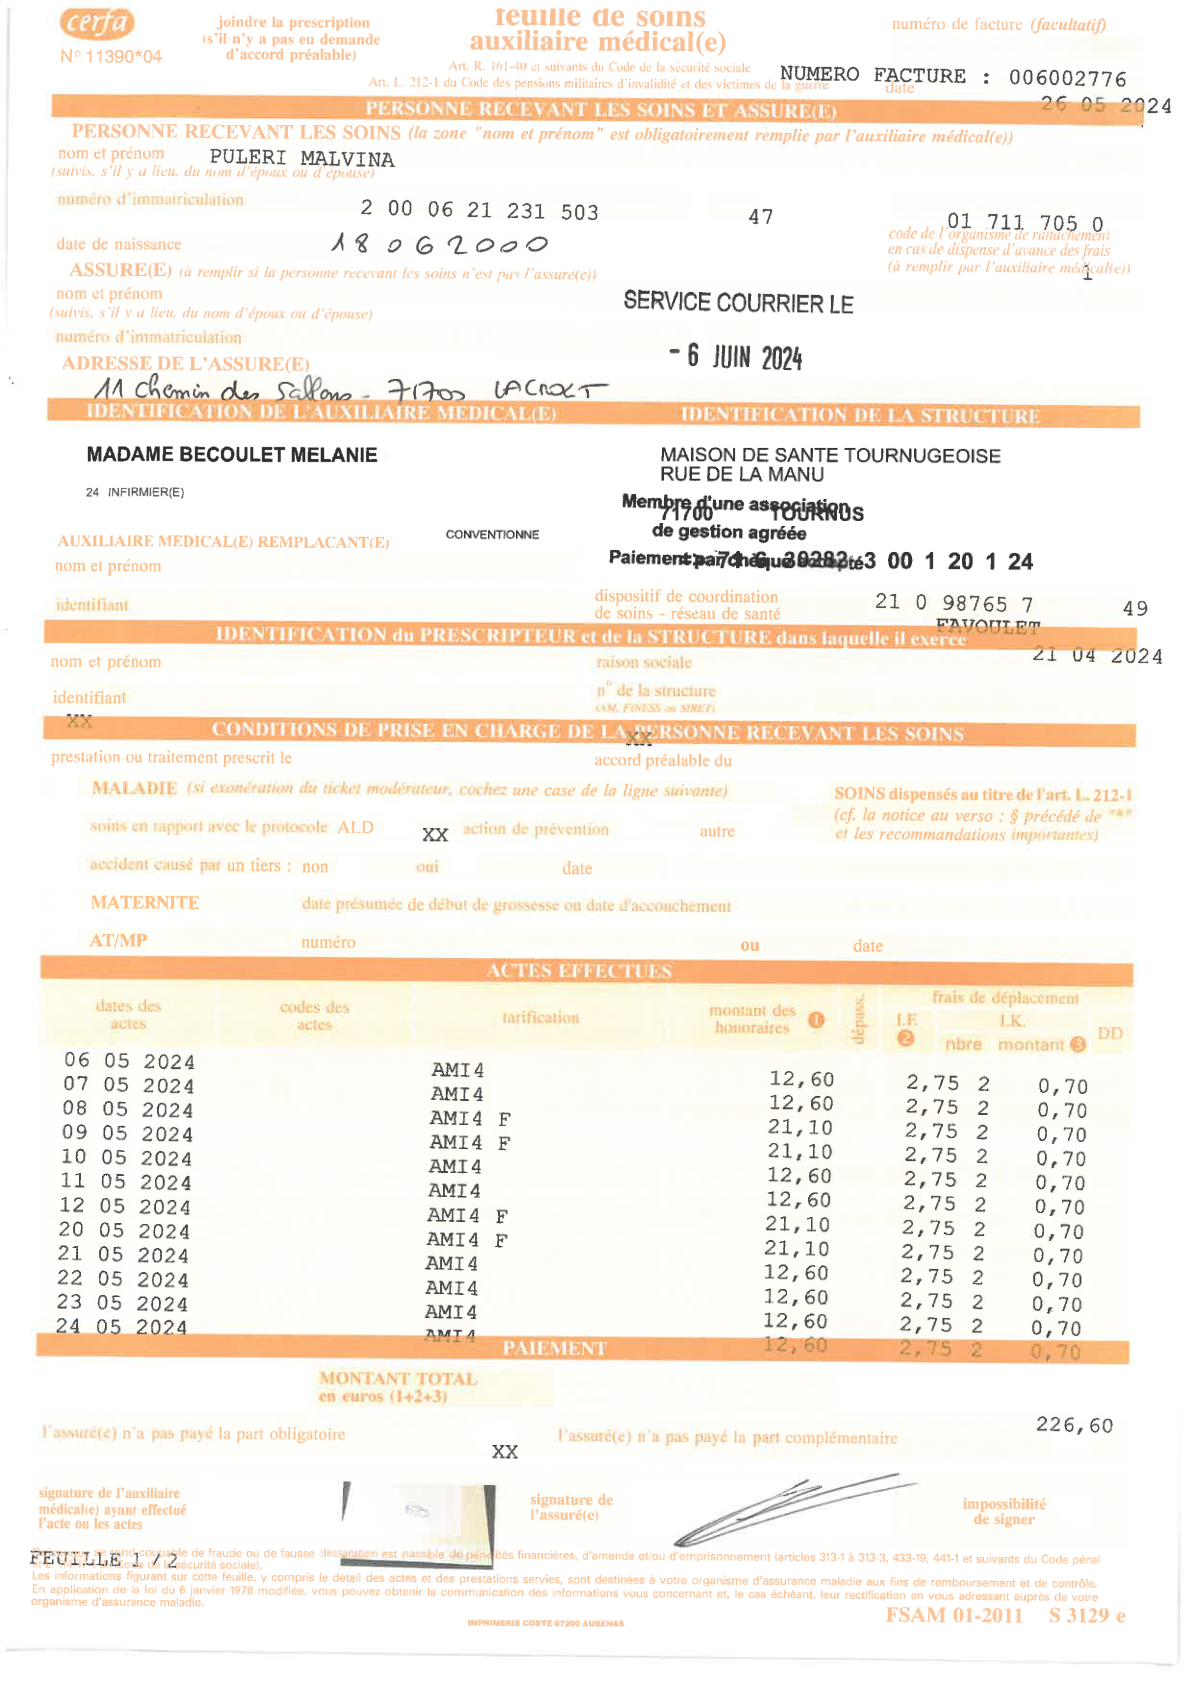 cerfa
N° 11390*04
joindre la prescription
(s'il n'y a pas eu demande
d'accord préalable)
feuille de soins
auxiliaire médical(e)
Art. R. 161-40 et suivants du Code de la sécurité sociale
Art. L. 212-1 du Code des pensions militaires d'invalidité et des victimes de la guerre
numéro de facture (facultatif)
NUMERO FACTURE : 006002776
date
26 05 2024
PERSONNE RECEVANT LES SOINS ET ASSURE(E)
PERSONNE RECEVANT LES SOINS (la zone "nom et prénom" est obligatoirement remplie par l'auxiliaire médical(e))
nom et prénom PULERI MALVINA
(suivis, s'il y a lieu, du nom d'époux ou d'épouse)
numéro d'immatriculation
2 00 06 21 231 503 47 01 711 705 0
date de naissance 18 06 2000
code de l'organisme de rattachement
en cas de dispense d'avance des frais
(à remplir par l'auxiliaire médical(e))
1
ASSURE(E) (à remplir si la personne recevant les soins n'est pas l'assuré(e))
nom et prénom
(suivis, s'il y a lieu, du nom d'époux ou d'épouse)
SERVICE COURRIER LE
numéro d'immatriculation
- 6 JUIN 2024
ADRESSE DE L'ASSURE(E)
11 chemin des Sallons - 71700 LACROST
IDENTIFICATION DE L'AUXILIAIRE MEDICAL(E) IDENTIFICATION DE LA STRUCTURE
MADAME BECOULET MELANIE
MAISON DE SANTE TOURNUGEOISE
RUE DE LA MANU
24 INFIRMIER(E)
Membre d'une association
71700 TOURNUS
de gestion agréée
CONVENTIONNE
AUXILIAIRE MEDICAL(E) REMPLACANT(E)
Paiement par chèque accepté
3 00 1 20 1 24
nom et prénom
identifiant
dispositif de coordination
de soins - réseau de santé
21 0 98765 7 49
FAVOULET
IDENTIFICATION du PRESCRIPTEUR et de la STRUCTURE dans laquelle il exerce
21 04 2024
nom et prénom raison sociale
identifiant n° de la structure
(AM, FINESS ou SIRET)
XX
CONDITIONS DE PRISE EN CHARGE DE LA PERSONNE RECEVANT LES SOINS
XX
prestation ou traitement prescrit le accord préalable du
MALADIE (si exonération du ticket modérateur, cochez une case de la ligne suivante)
SOINS dispensés au titre de l'art. L. 212-1
(cf. la notice au verso : § précédé de "*"
et les recommandations importantes)
soins en rapport avec le protocole ALD XX action de prévention autre
accident causé par un tiers : non oui date
MATERNITE date présumée de début de grossesse ou date d'accouchement
AT/MP numéro ou date
ACTES EFFECTUES
dates des actes codes des actes tarification montant des honoraires 1 dépass. frais de déplacement I.F. 2 I.K. nbre montant 3 DD
06 05 2024 AMI4 12,60 2,75 2 0,70
07 05 2024 AMI4 12,60 2,75 2 0,70
08 05 2024 AMI4 F 21,10 2,75 2 0,70
09 05 2024 AMI4 F 21,10 2,75 2 0,70
10 05 2024 AMI4 12,60 2,75 2 0,70
11 05 2024 AMI4 12,60 2,75 2 0,70
12 05 2024 AMI4 F 21,10 2,75 2 0,70
20 05 2024 AMI4 F 21,10 2,75 2 0,70
21 05 2024 AMI4 12,60 2,75 2 0,70
22 05 2024 AMI4 12,60 2,75 2 0,70
23 05 2024 AMI4 12,60 2,75 2 0,70
24 05 2024 AMI4 12,60 2,75 2 0,70
PAIEMENT
MONTANT TOTAL
en euros (1+2+3)
226,60
l'assuré(e) n'a pas payé la part obligatoire XX l'assuré(e) n'a pas payé la part complémentaire
signature de l'auxiliaire
médical(e) ayant effectué
l'acte ou les actes
signature de
l'assuré(e)
impossibilité
de signer
FEUILLE 1 / 2
coupable de fraude ou de fausse déclaration est passible de pénalités financières, d'amende et/ou d'emprisonnement (articles 313-1 à 313-3, 433-19, 441-1 et suivants du Code pénal
sécurité sociale).
Les informations figurant sur cette feuille, y compris le détail des actes et des prestations servies, sont destinées à votre organisme d'assurance maladie aux fins de remboursement et de contrôle.
En application de la loi du 6 janvier 1978 modifiée, vous pouvez obtenir la communication des informations vous concernant et, le cas échéant, leur rectification en vous adressant auprès de votre
organisme d'assurance maladie.
IMPRIMERIE COSTE 07200 AUBENAS
FSAM 01-2011 S 3129 e